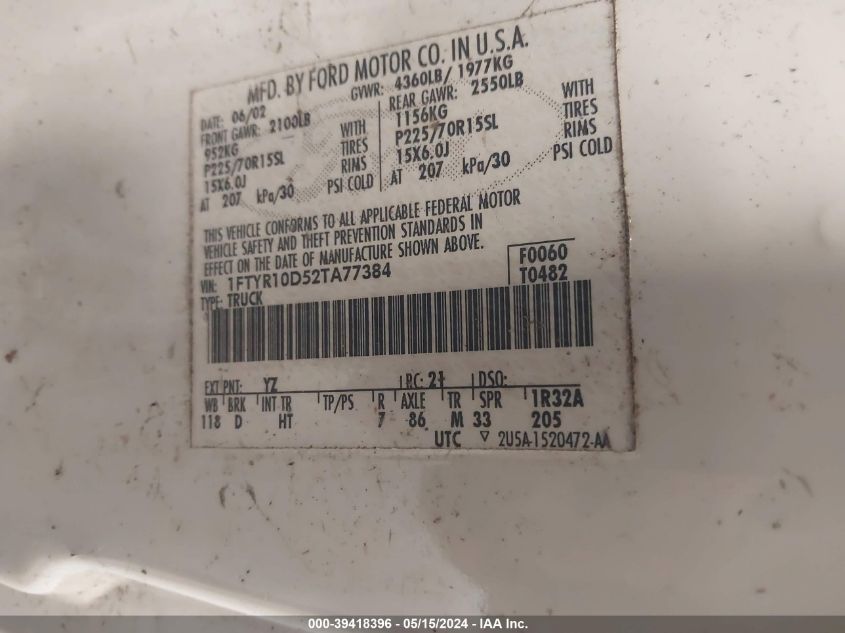 MFD. BY FORD MOTOR CO. IN U.S.A.
DATE: 06/02 GVWR: 4360LB / 1977KG
FRONT GAWR: 2100LB REAR GAWR: 2550LB
952KG WITH 1156KG WITH
P225/70R15SL TIRES P225/70R15SL TIRES
15X6.0J RIMS 15X6.0J RIMS
AT 207 kPa/30 PSI COLD AT 207 kPa/30 PSI COLD
THIS VEHICLE CONFORMS TO ALL APPLICABLE FEDERAL MOTOR
VEHICLE SAFETY AND THEFT PREVENTION STANDARDS IN
EFFECT ON THE DATE OF MANUFACTURE SHOWN ABOVE.
VIN: 1FTYR10D52TA77384 F0060
TYPE: TRUCK T0482
EXT PNT: YZ RC: 21 DSO:
WB BRK INT TR TP/PS R AXLE TR SPR 1R32A
118 D HT 7 86 M 33 205
UTC ▽ 2U5A-1520472-AA
000-39418396 - 05/15/2024 - IAA Inc.